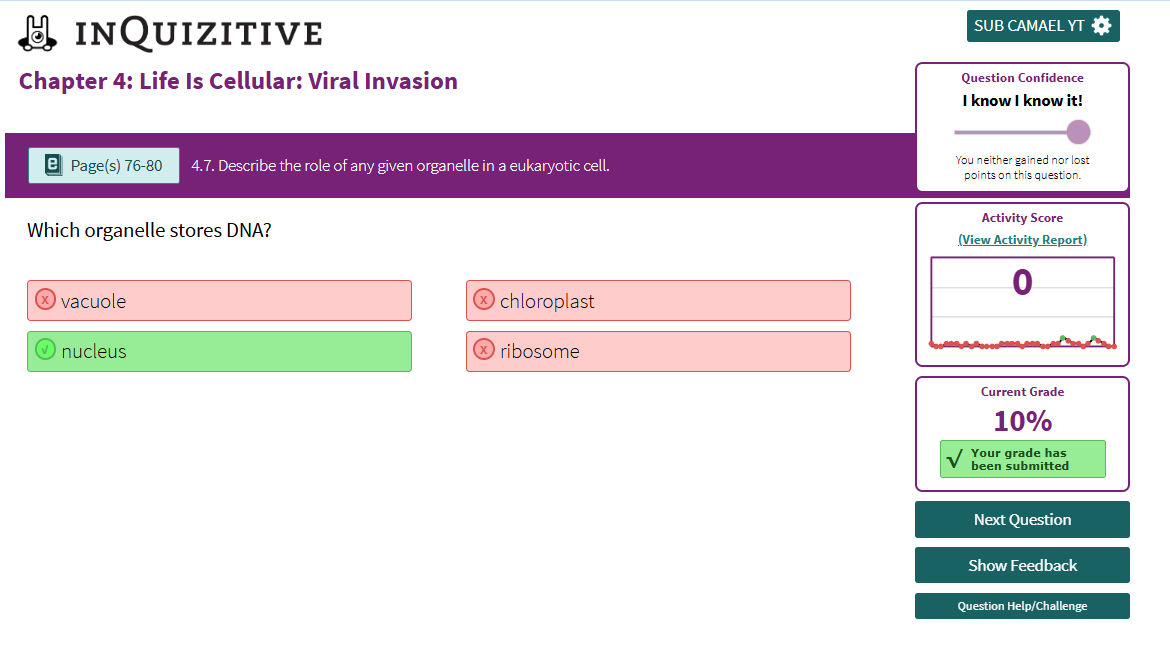 INQUIZITIVE
SUB CAMAEL YT
Chapter 4: Life Is Cellular: Viral Invasion
Question Confidence
I know I know it!
You neither gained nor lost
points on this question.
e Page(s) 76-80
4.7. Describe the role of any given organelle in a eukaryotic cell.
Which organelle stores DNA?
x vacuole
x chloroplast
√ nucleus
x ribosome
Activity Score
(View Activity Report)
0
Current Grade
10%
√ Your grade has
been submitted
Next Question
Show Feedback
Question Help/Challenge